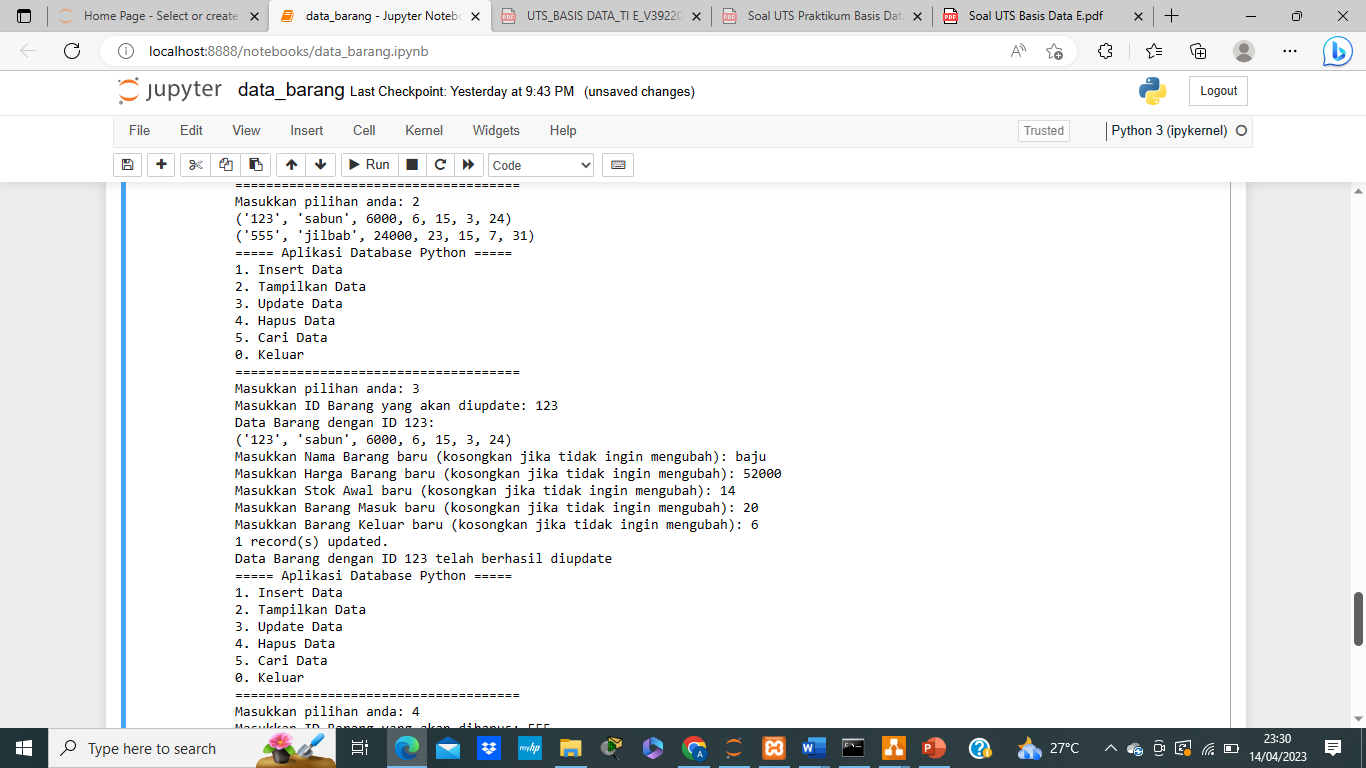 Home Page - Select or create
data_barang - Jupyter Notebo
UTS_BASIS DATA_TI E_V39220
Soal UTS Praktikum Basis Dat
Soal UTS Basis Data E.pdf
localhost:8888/notebooks/data_barang.ipynb
jupyter data_barang Last Checkpoint: Yesterday at 9:43 PM (unsaved changes)
Logout
File Edit View Insert Cell Kernel Widgets Help
Trusted
Python 3 (ipykernel)
Run
Code
=====================================
Masukkan pilihan anda: 2
('123', 'sabun', 6000, 6, 15, 3, 24)
('555', 'jilbab', 24000, 23, 15, 7, 31)
===== Aplikasi Database Python =====
1. Insert Data
2. Tampilkan Data
3. Update Data
4. Hapus Data
5. Cari Data
0. Keluar
=====================================
Masukkan pilihan anda: 3
Masukkan ID Barang yang akan diupdate: 123
Data Barang dengan ID 123:
('123', 'sabun', 6000, 6, 15, 3, 24)
Masukkan Nama Barang baru (kosongkan jika tidak ingin mengubah): baju
Masukkan Harga Barang baru (kosongkan jika tidak ingin mengubah): 52000
Masukkan Stok Awal baru (kosongkan jika tidak ingin mengubah): 14
Masukkan Barang Masuk baru (kosongkan jika tidak ingin mengubah): 20
Masukkan Barang Keluar baru (kosongkan jika tidak ingin mengubah): 6
1 record(s) updated.
Data Barang dengan ID 123 telah berhasil diupdate
===== Aplikasi Database Python =====
1. Insert Data
2. Tampilkan Data
3. Update Data
4. Hapus Data
5. Cari Data
0. Keluar
=====================================
Masukkan pilihan anda: 4
Masukkan ID Barang yang akan dihapus: 555
Type here to search
27°C
23:30
14/04/2023